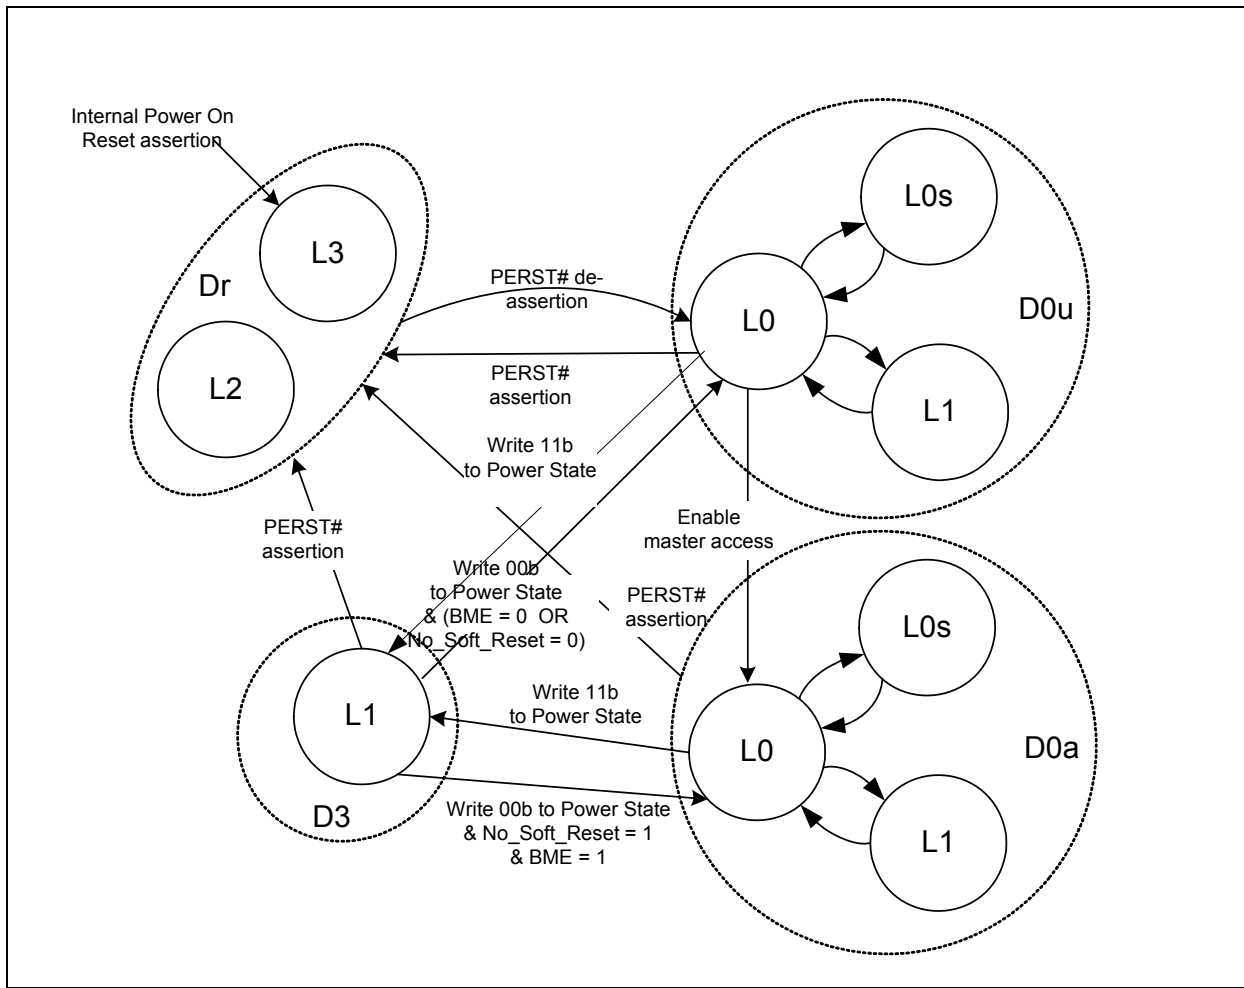 Internal Power On
Reset assertion
L3
Dr
L2
PERST# de-
assertion
PERST#
assertion
L0s
L0
D0u
L1
Write 11b
to Power State
PERST#
assertion
Enable
master access
Write 00b
to Power State
& (BME = 0 OR
No_Soft_Reset = 0)
PERST#
assertion
L1
D3
Write 11b
to Power State
Write 00b to Power State
& No_Soft_Reset = 1
& BME = 1
L0s
L0
D0a
L1